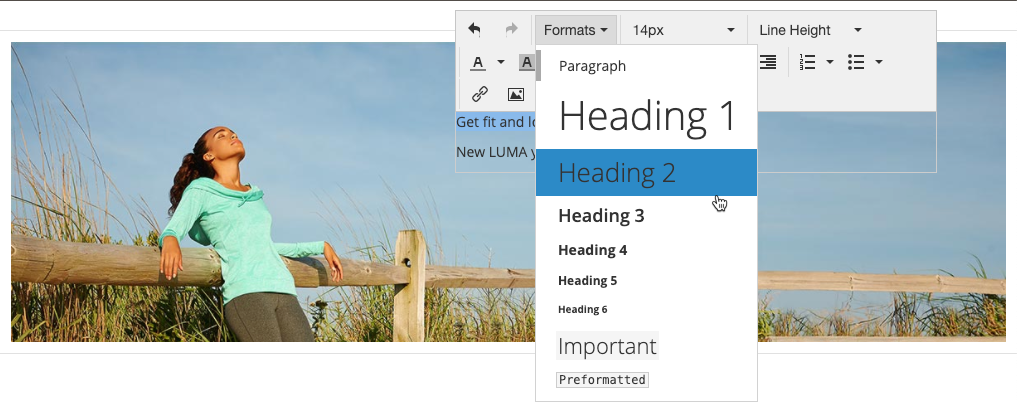 Formats 14px Line Height
A A
Get fit and
New LUMA
Paragraph
Heading 1
Heading 2
Heading 3
Heading 4
Heading 5
Heading 6
Important
Preformatted